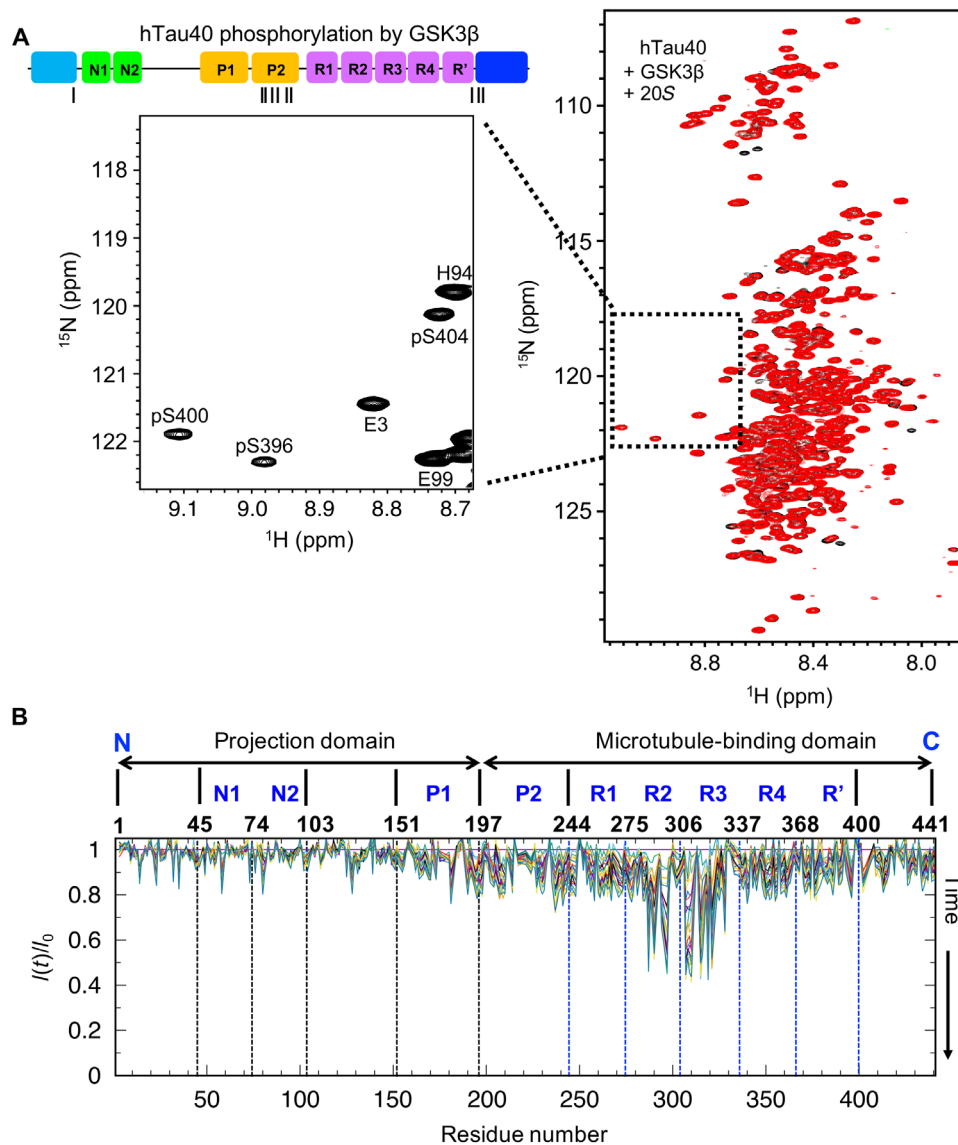 A
hTau40 phosphorylation by GSK3β
N1 N2 P1 P2 R1 R2 R3 R4 R'
hTau40
+ GSK3β
+ 20S
110
115
120
125
15N (ppm)
8.8 8.4 8.0
1H (ppm)
118
119
120
121
122
15N (ppm)
H94
pS404
E3
pS400
pS396
E99
9.1 9.0 8.9 8.8 8.7
1H (ppm)
B
N Projection domain Microtubule-binding domain C
N1 N2 P1 P2 R1 R2 R3 R4 R'
1 45 74 103 151 197 244 275 306 337 368 400 441
1
0.8
0.6
0.4
0.2
0
I(t)/I0
Time
50 100 150 200 250 300 350 400
Residue number